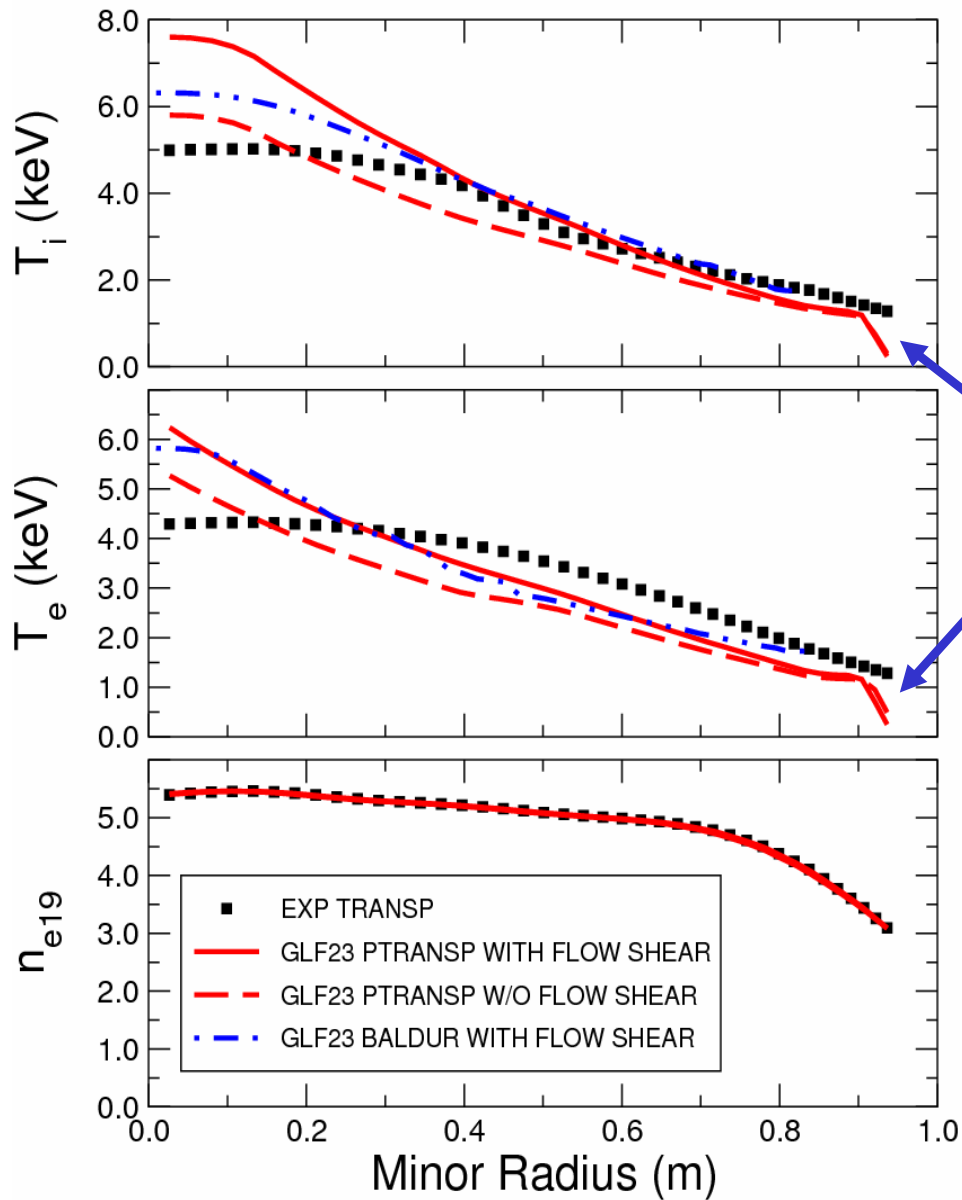 8.0
6.0
4.0
2.0
0.0
T_i (keV)
6.0
5.0
4.0
3.0
2.0
1.0
0.0
T_e (keV)
5.0
4.0
3.0
2.0
1.0
0.0
n_e19
EXP TRANSP
GLF23 PTRANSP WITH FLOW SHEAR
GLF23 PTRANSP W/O FLOW SHEAR
GLF23 BALDUR WITH FLOW SHEAR
0.0 0.2 0.4 0.6 0.8 1.0
Minor Radius (m)